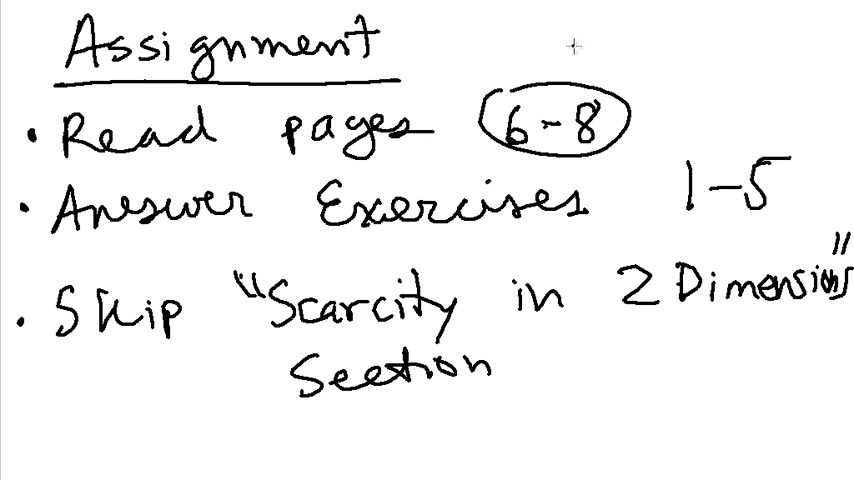 Assignment
• Read pages 6-8
• Answer Exercises 1-5
• Skip "Scarcity in 2 Dimensions"
Section